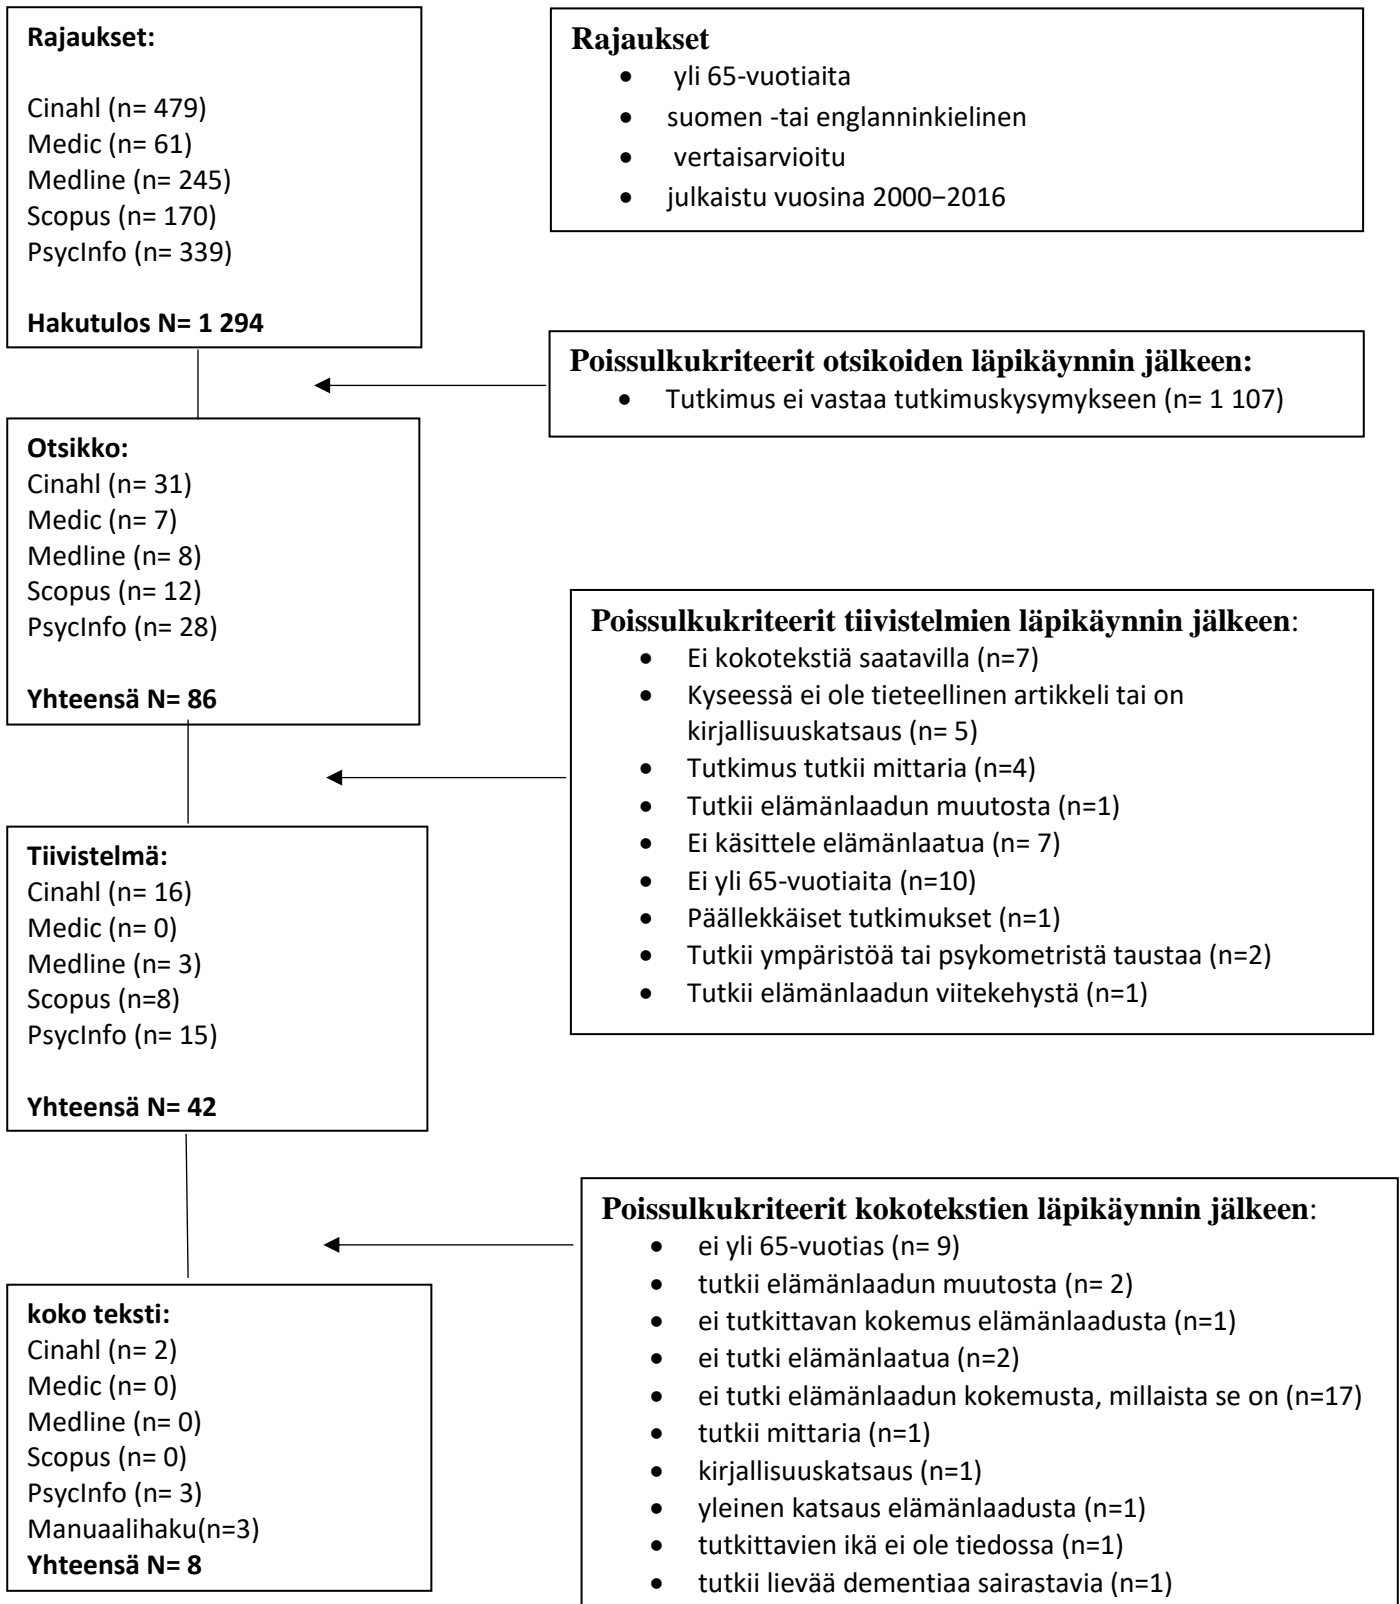 Rajaukset:
Cinahl (n= 479)
Medic (n= 61)
Medline (n= 245)
Scopus (n= 170)
PsycInfo (n= 339)
Hakutulos N= 1 294
Rajaukset
• yli 65-vuotiaita
• suomen -tai englanninkielinen
• vertaisarvioitu
• julkaistu vuosina 2000–2016
Poissulkukriteerit otsikoiden läpikäynnin jälkeen:
• Tutkimus ei vastaa tutkimuskysymykseen (n= 1 107)
Otsikko:
Cinahl (n= 31)
Medic (n= 7)
Medline (n= 8)
Scopus (n= 12)
PsycInfo (n= 28)
Yhteensä N= 86
Poissulkukriteerit tiivistelmien läpikäynnin jälkeen:
• Ei kokotekstiä saatavilla (n=7)
• Kyseessä ei ole tieteellinen artikkeli tai on
kirjallisuuskatsaus (n= 5)
• Tutkimus tutkii mittaria (n=4)
• Tutkii elämänlaadun muutosta (n=1)
• Ei käsittele elämänlaatua (n= 7)
• Ei yli 65-vuotiaita (n=10)
• Päällekkäiset tutkimukset (n=1)
• Tutkii ympäristöä tai psykometristä taustaa (n=2)
• Tutkii elämänlaadun viitekehystä (n=1)
Tiivistelmä:
Cinahl (n= 16)
Medic (n= 0)
Medline (n= 3)
Scopus (n=8)
PsycInfo (n= 15)
Yhteensä N= 42
Poissulkukriteerit kokotekstien läpikäynnin jälkeen:
• ei yli 65-vuotias (n= 9)
• tutkii elämänlaadun muutosta (n= 2)
• ei tutkittavan kokemus elämänlaadusta (n=1)
• ei tutki elämänlaatua (n=2)
• ei tutki elämänlaadun kokemusta, millaista se on (n=17)
• tutkii mittaria (n=1)
• kirjallisuuskatsaus (n=1)
• yleinen katsaus elämänlaadusta (n=1)
• tutkittavien ikä ei ole tiedossa (n=1)
• tutkii lievää dementiaa sairastavia (n=1)
koko teksti:
Cinahl (n= 2)
Medic (n= 0)
Medline (n= 0)
Scopus (n= 0)
PsycInfo (n= 3)
Manuaalihaku(n=3)
Yhteensä N= 8